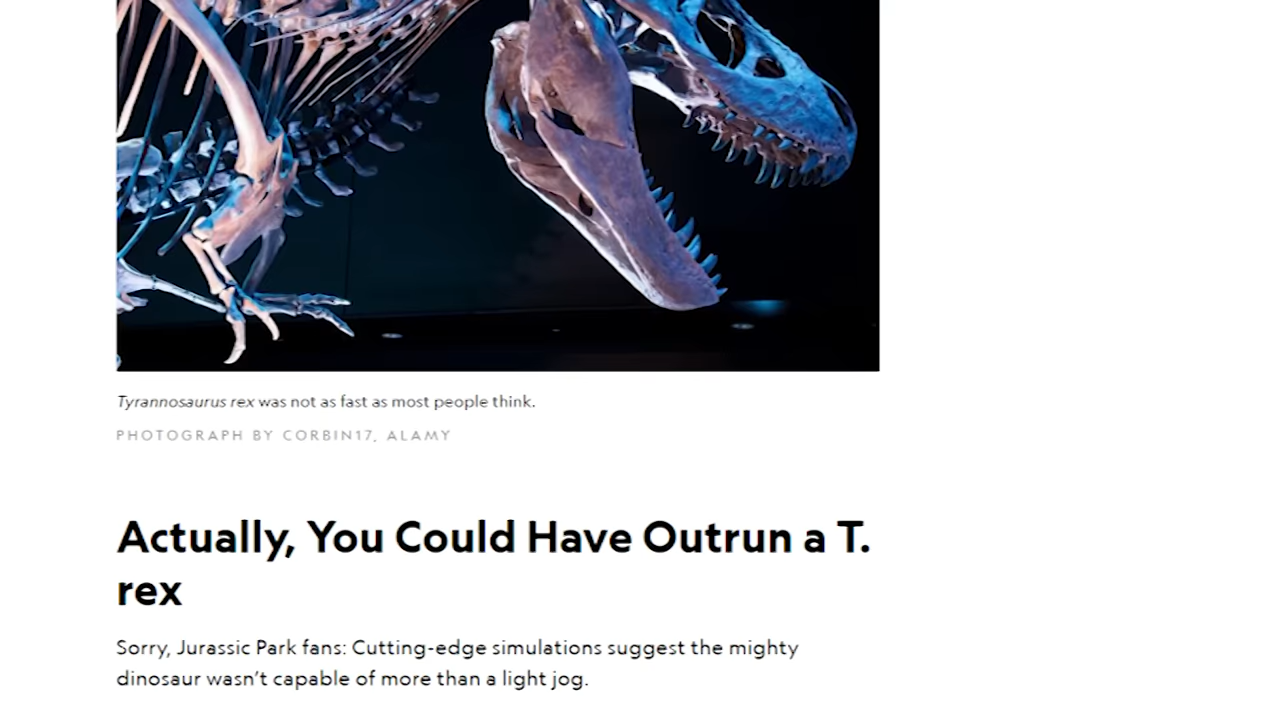 Tyrannosaurus rex was not as fast as most people think.
PHOTOGRAPH BY CORBIN17, ALAMY
Actually, You Could Have Outrun a T.
rex
Sorry, Jurassic Park fans: Cutting-edge simulations suggest the mighty
dinosaur wasn't capable of more than a light jog.